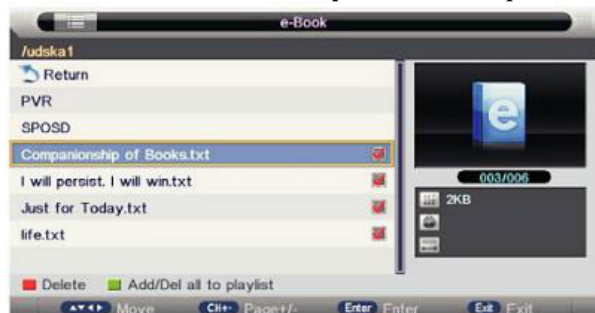 e-Book
/udska1
Return
PVR
SPOSD
Companionship of Books.txt
I will persist. I will win.txt
Just for Today.txt
life.txt
e
003/006
2KB
Delete Add/Del all to playlist
Move CH+- Page+/- Enter Enter Exit Exit